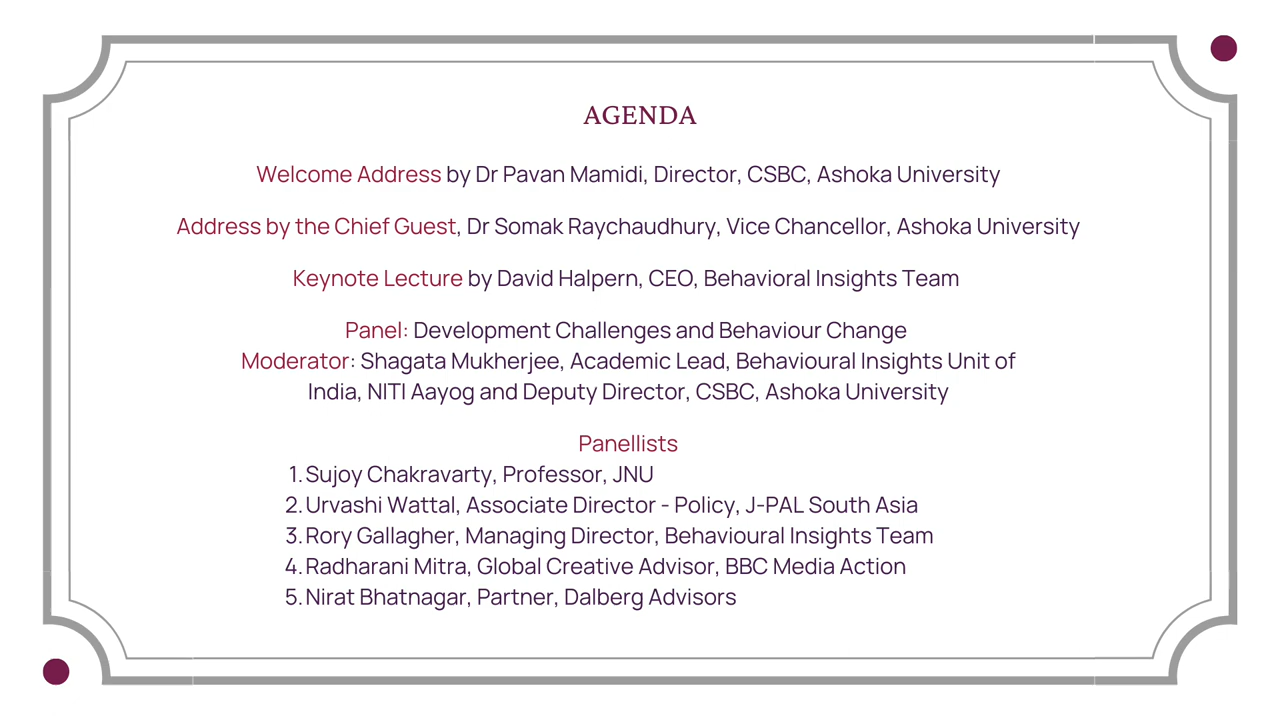 AGENDA
Welcome Address by Dr Pavan Mamidi, Director, CSBC, Ashoka University
Address by the Chief Guest, Dr Somak Raychaudhury, Vice Chancellor, Ashoka University
Keynote Lecture by David Halpern, CEO, Behavioral Insights Team
Panel: Development Challenges and Behaviour Change
Moderator: Shagata Mukherjee, Academic Lead, Behavioural Insights Unit of
India, NITI Aayog and Deputy Director, CSBC, Ashoka University
Panellists
1. Sujoy Chakravarty, Professor, JNU
2. Urvashi Wattal, Associate Director - Policy, J-PAL South Asia
3. Rory Gallagher, Managing Director, Behavioural Insights Team
4. Radharani Mitra, Global Creative Advisor, BBC Media Action
5. Nirat Bhatnagar, Partner, Dalberg Advisors